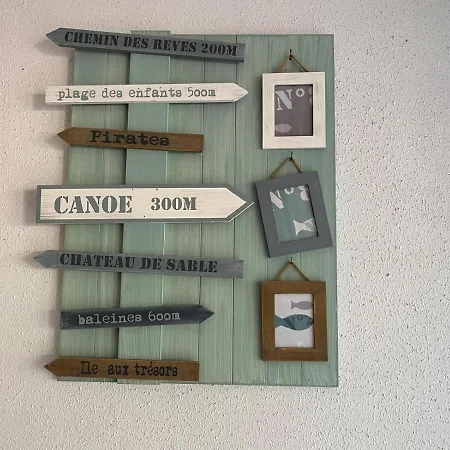 CHEMIN DES REVES 200M
plage des enfants 500m
Pirates
CANOE 300M
CHATEAU DE SABLE
baleines 600m
Ile aux trésors
N°
N°